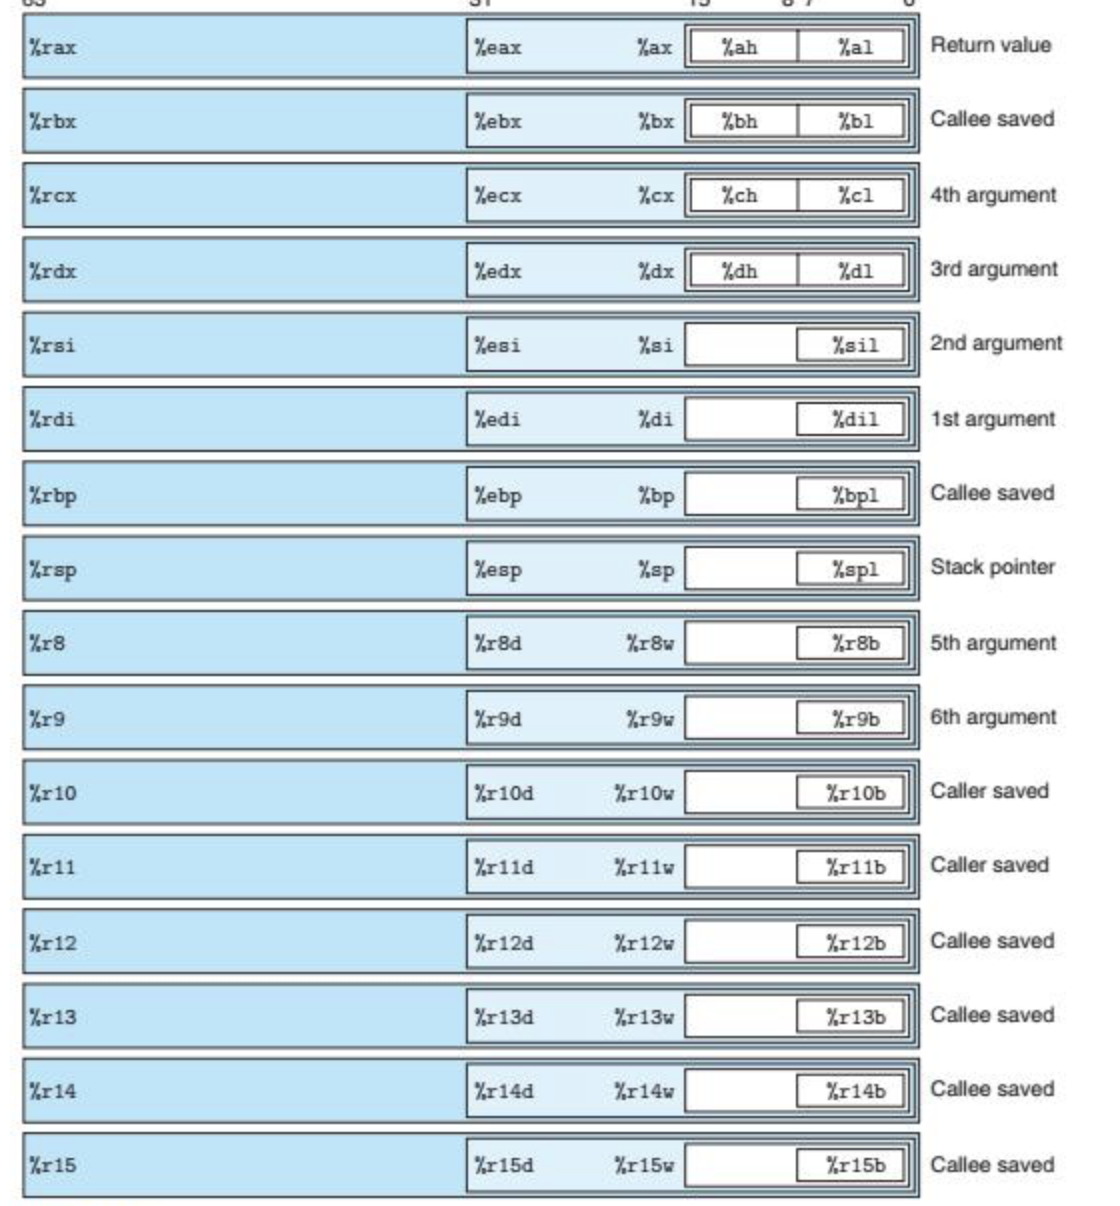 %rax %eax %ax %ah %al Return value
%rbx %ebx %bx %bh %bl Callee saved
%rcx %ecx %cx %ch %cl 4th argument
%rdx %edx %dx %dh %dl 3rd argument
%rsi %esi %si %sil 2nd argument
%rdi %edi %di %dil 1st argument
%rbp %ebp %bp %bpl Callee saved
%rsp %esp %sp %spl Stack pointer
%r8 %r8d %r8w %r8b 5th argument
%r9 %r9d %r9w %r9b 6th argument
%r10 %r10d %r10w %r10b Caller saved
%r11 %r11d %r11w %r11b Caller saved
%r12 %r12d %r12w %r12b Callee saved
%r13 %r13d %r13w %r13b Callee saved
%r14 %r14d %r14w %r14b Callee saved
%r15 %r15d %r15w %r15b Callee saved